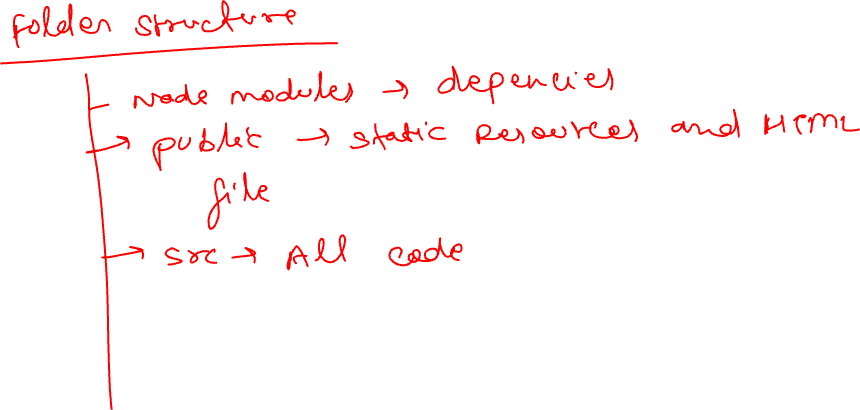 Folder structure
Node modules → depencies
→ public → static Resources and HTML
file
→ src → All code